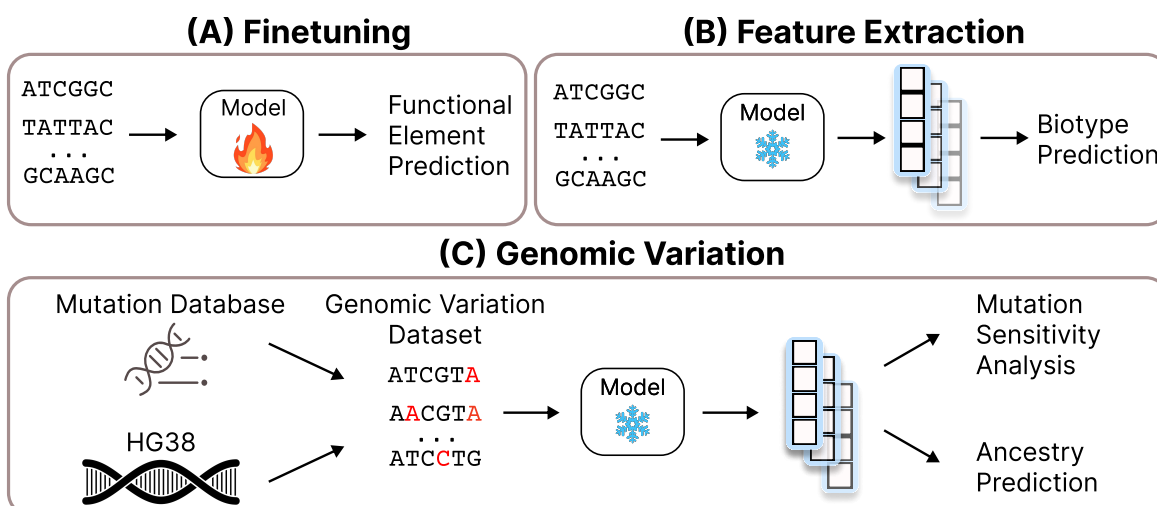 (A) Finetuning
ATCGGC
TATTAC
...
GCAAGC
Model
Functional
Element
Prediction
(B) Feature Extraction
ATCGGC
TATTAC
...
GCAAGC
Model
Biotype
Prediction
(C) Genomic Variation
Mutation Database
HG38
Genomic Variation
Dataset
ATCGTA
AACGTA
...
ATCCTG
Model
Mutation
Sensitivity
Analysis
Ancestry
Prediction